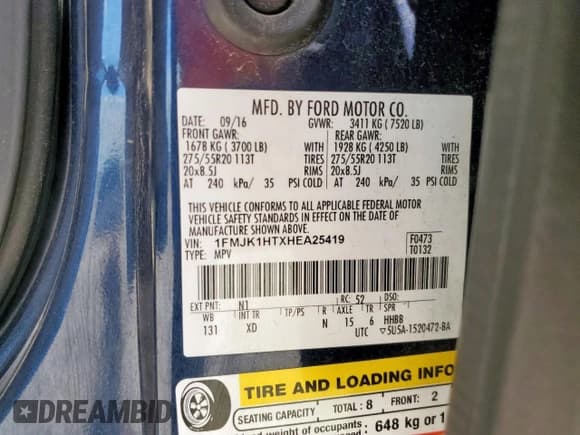 MFD. BY FORD MOTOR CO.
DATE: 09/16 GVWR: 3411 KG ( 7520 LB)
FRONT GAWR: REAR GAWR:
1678 KG ( 3700 LB) WITH 1928 KG ( 4250 LB) WITH
275/55R20 113T TIRES 275/55R20 113T TIRES
20x8.5J RIMS 20x8.5J RIMS
AT 240 kPa/ 35 PSI COLD AT 240 kPa/ 35 PSI COLD
THIS VEHICLE CONFORMS TO ALL APPLICABLE FEDERAL MOTOR
VEHICLE SAFETY STANDARDS IN EFFECT ON THE DATE OF
MANUFACTURE SHOWN ABOVE.
VIN: 1FMJK1HTXHEA25419 F0473
TYPE: MPV T0132
EXT PNT: N1 RC: 52 DSO:
WB INT TR TP/PS R AXLE TR SPR
131 XD N 15 6 HHBB
UTC ▽5U5A-1520472-BA
TIRE AND LOADING INFO
SEATING CAPACITY TOTAL: 8 FRONT: 2
weight of occupants 648 kg or 1
DREAMBID